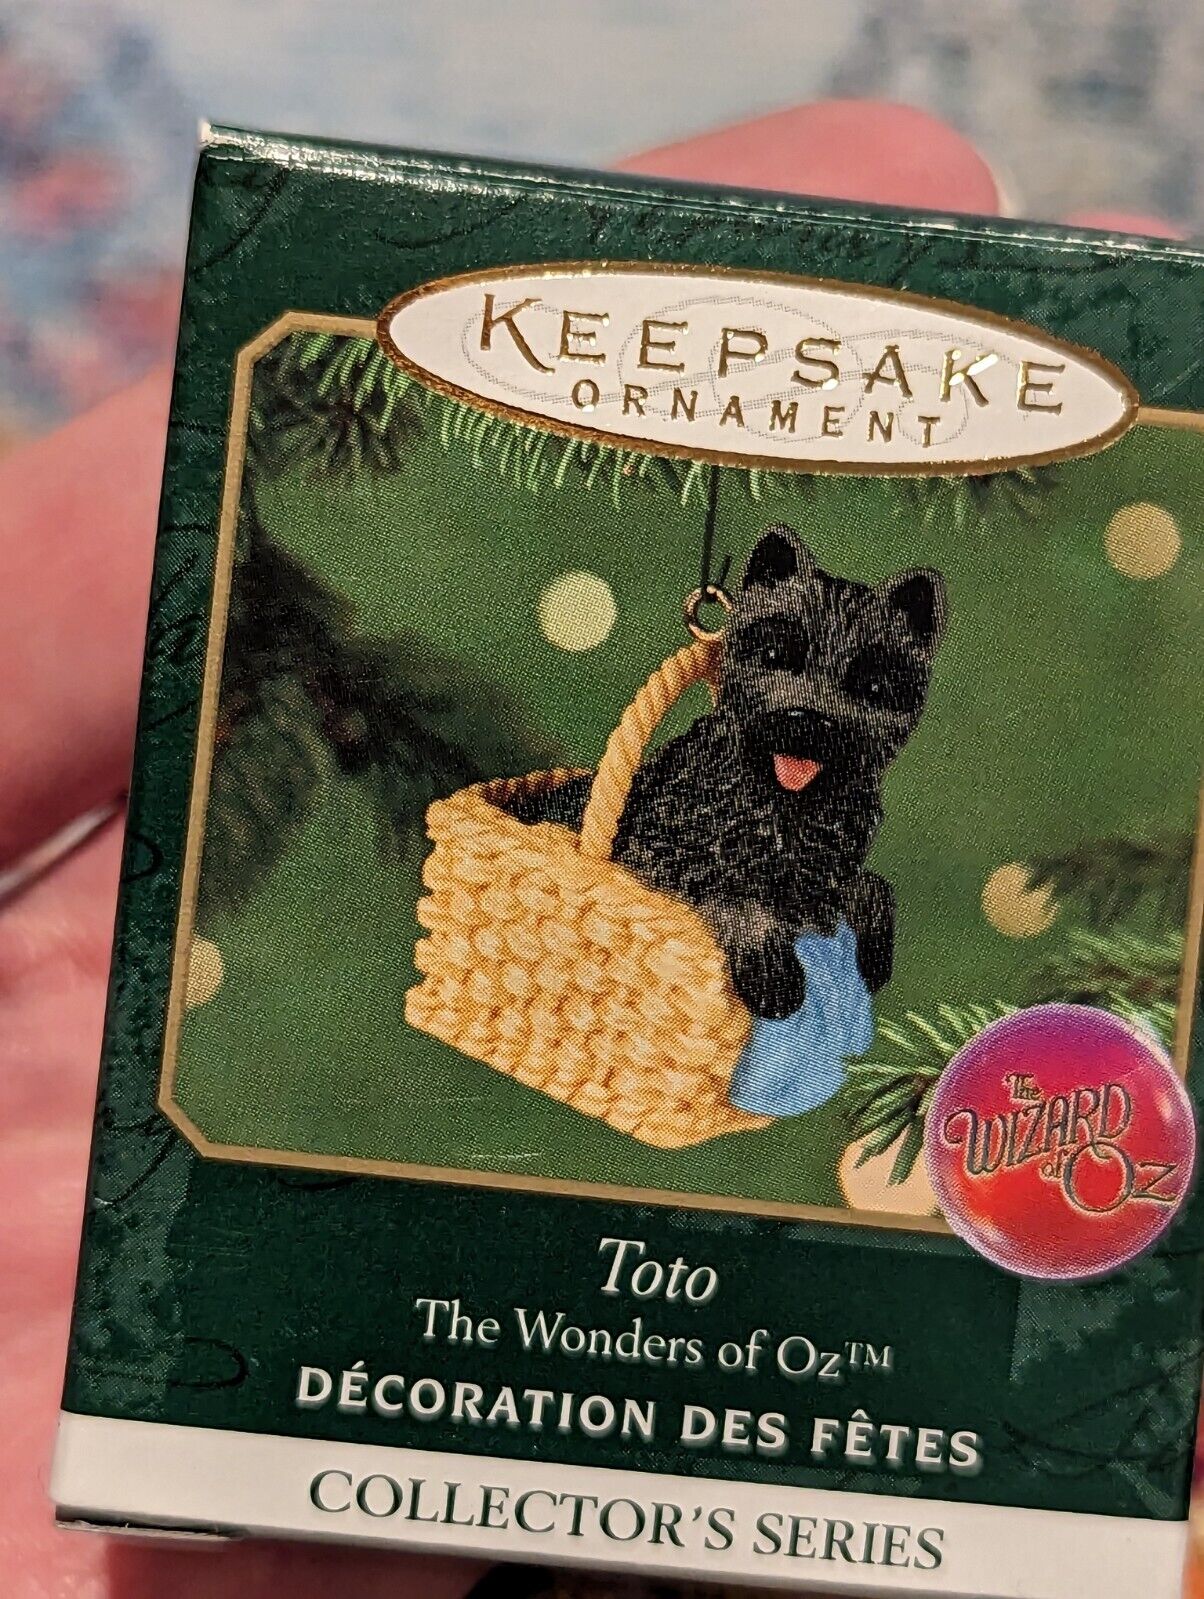 KEEPSAKE
ORNAMENT
The
WIZARD
of OZ
Toto
The Wonders of Oz™
DÉCORATION DES FÊTES
COLLECTOR'S SERIES